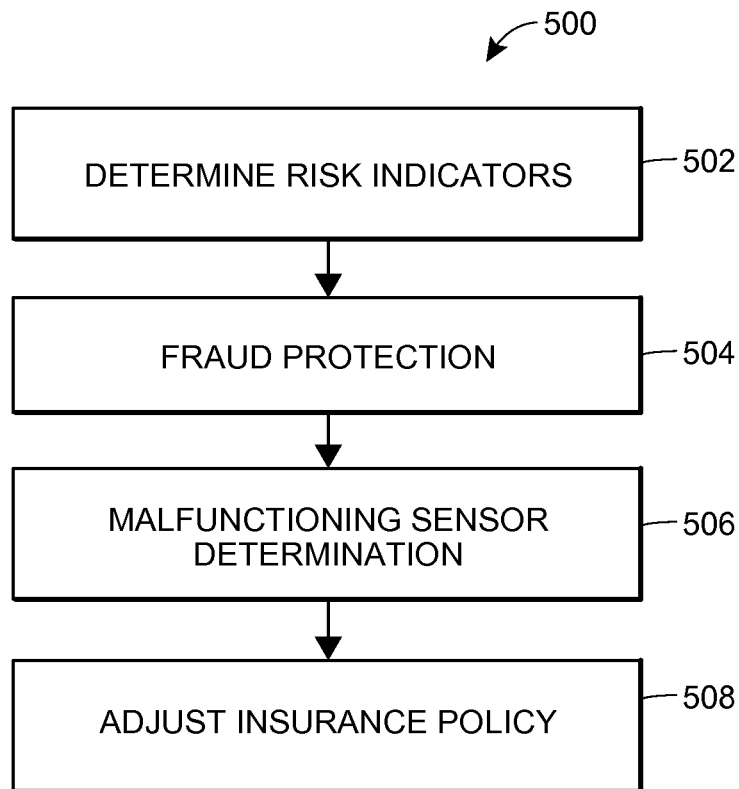 500
DETERMINE RISK INDICATORS
502
FRAUD PROTECTION
504
MALFUNCTIONING SENSOR
DETERMINATION
506
ADJUST INSURANCE POLICY
508